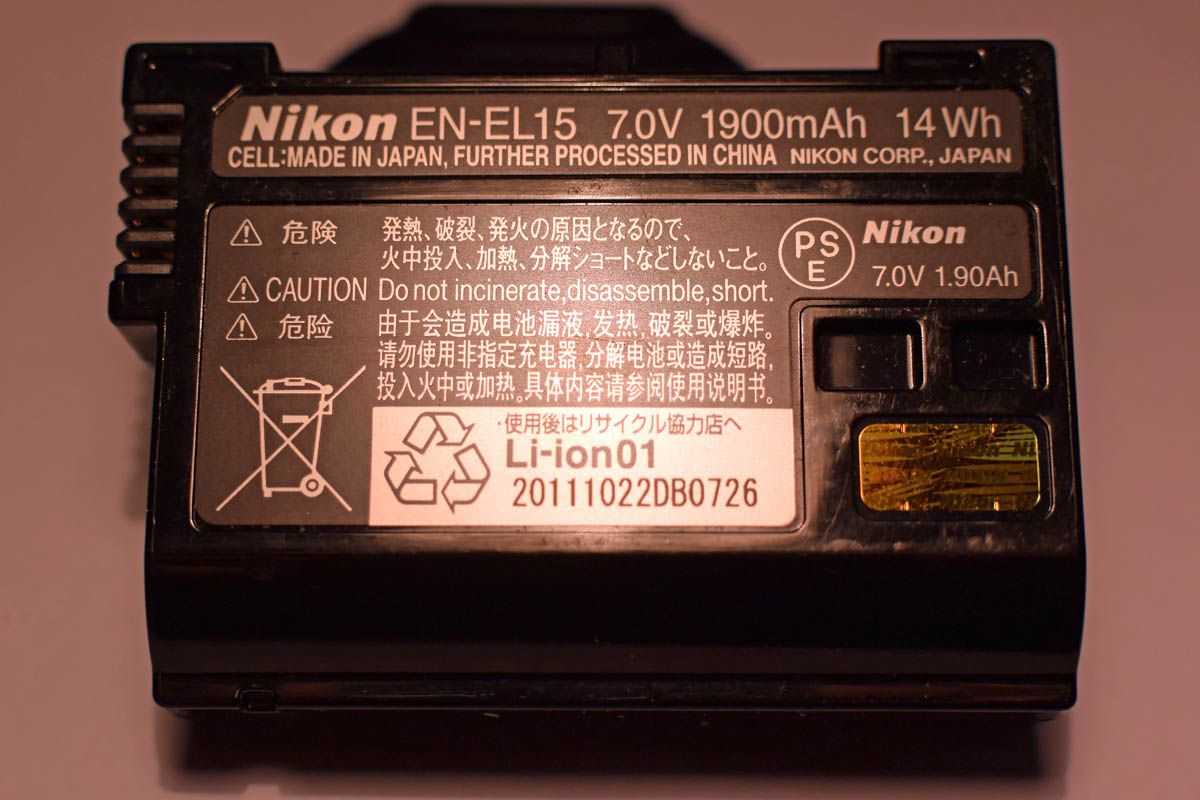 Nikon EN-EL15 7.0V 1900mAh 14Wh
CELL:MADE IN JAPAN, FURTHER PROCESSED IN CHINA NIKON CORP., JAPAN
危険 発熱、破裂、発火の原因となるので、
火中投入、加熱、分解ショートなどしないこと。
CAUTION Do not incinerate,disassemble,short.
危险 由于会造成电池漏液,发热,破裂或爆炸。
请勿使用非指定充电器,分解电池或造成短路,
投入火中或加热。具体内容请参阅使用说明书。
PS
E
Nikon
7.0V 1.90Ah
・使用後はリサイクル協力店へ
Li-ion01
20111022DB0726